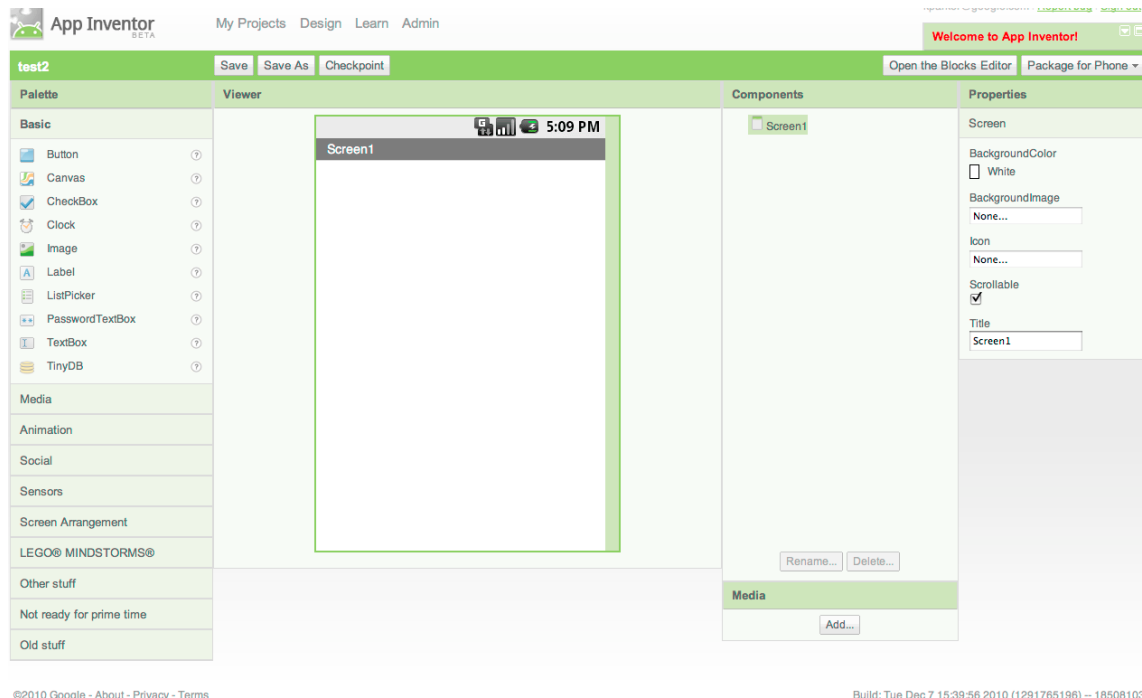 App Inventor
BETA
My Projects Design Learn Admin
Welcome to App Inventor!
test2
Save Save As Checkpoint
Open the Blocks Editor Package for Phone
Palette
Viewer
Components
Properties
Basic
Button
Canvas
CheckBox
Clock
Image
Label
ListPicker
PasswordTextBox
TextBox
TinyDB
Media
Animation
Social
Sensors
Screen Arrangement
LEGO® MINDSTORMS®
Other stuff
Not ready for prime time
Old stuff
5:09 PM
Screen1
Screen1
Rename... Delete...
Media
Add...
Screen
BackgroundColor
White
BackgroundImage
None...
Icon
None...
Scrollable
Title
Screen1
©2010 Google - About - Privacy - Terms
Build: Tue Dec 7 15:39:56 2010 (1291765196) -- 18508103